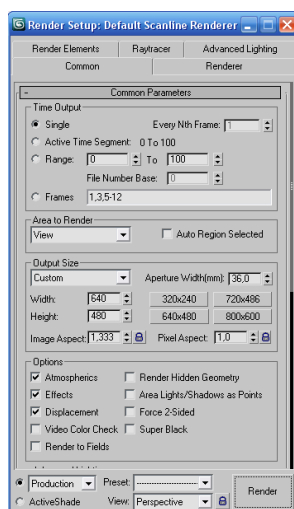 Render Setup: Default Scanline Renderer
Render Elements Raytracer Advanced Lighting
Common Renderer
- Common Parameters
Time Output
Single Every Nth Frame: 1
Active Time Segment: 0 To 100
Range: 0 To 100
File Number Base: 0
Frames 1,3,5-12
Area to Render
View Auto Region Selected
Output Size
Custom Aperture Width(mm): 36,0
Width: 640 320x240 720x486
Height: 480 640x480 800x600
Image Aspect: 1,333 Pixel Aspect: 1,0
Options
Atmospherics Render Hidden Geometry
Effects Area Lights/Shadows as Points
Displacement Force 2-Sided
Video Color Check Super Black
Render to Fields
Production Preset: --------------------
ActiveShade View: Perspective
Render